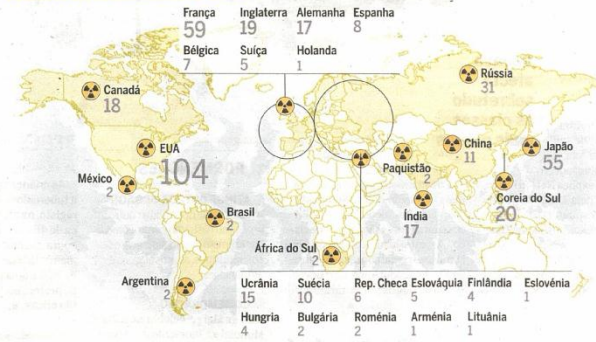 França Inglaterra Alemanha Espanha
59 19 17 8
Bélgica Suíça Holanda
7 5 1
Canadá
18
Rússia
31
EUA
104
China
11
Japão
55
Paquistão
2
México
2
Índia
17
Coreia do Sul
20
Brasil
2
África do Sul
2
Argentina
2
Ucrânia Suécia Rep. Checa Eslováquia Finlândia Eslovénia
15 10 6 5 4 1
Hungria Bulgária Roménia Arménia Lituânia
4 2 2 1 1